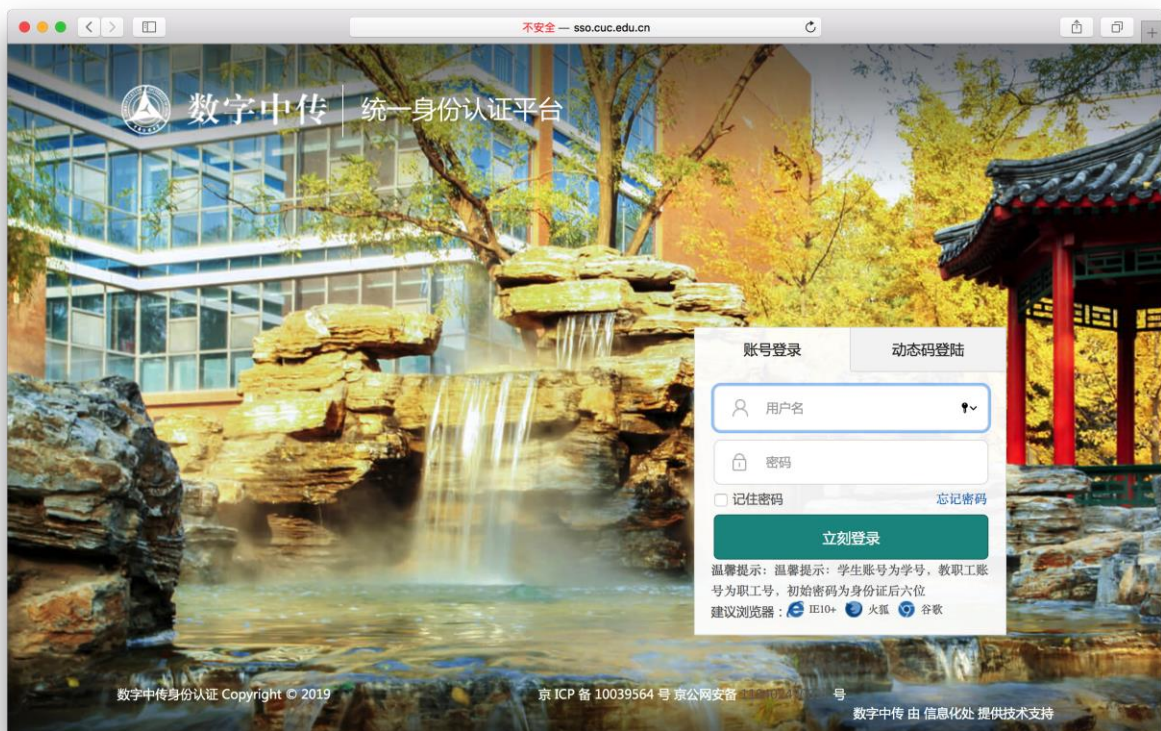 不安全 — sso.cuc.edu.cn
数字中传 统一身份认证平台
账号登录 动态码登陆
用户名
密码
记住密码 忘记密码
立刻登录
温馨提示：温馨提示：学生账号为学号，教职工账
号为职工号，初始密码为身份证后六位
建议浏览器： IE10+ 火狐 谷歌
数字中传身份认证 Copyright © 2019 京 ICP 备 10039564 号 京公网安备 号
数字中传 由 信息化处 提供技术支持